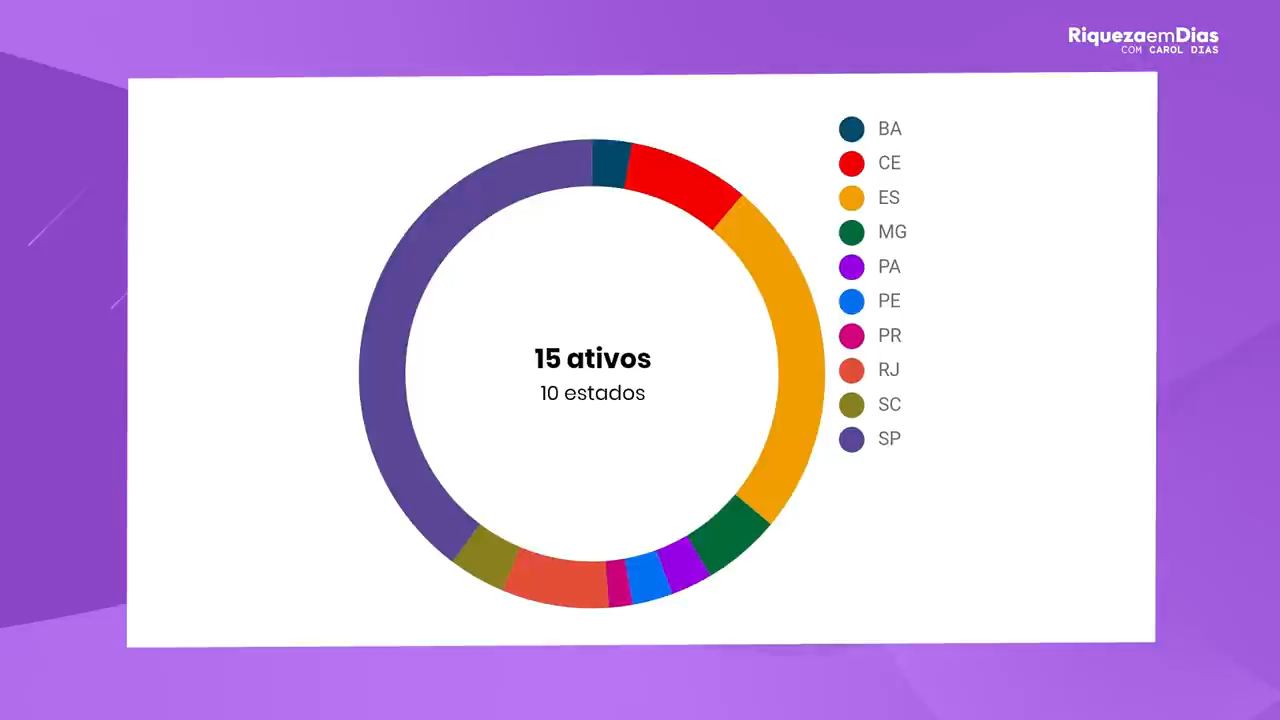 RiquezaemDias
COM CAROL DIAS
BA
CE
ES
MG
PA
PE
PR
RJ
SC
SP
15 ativos
10 estados